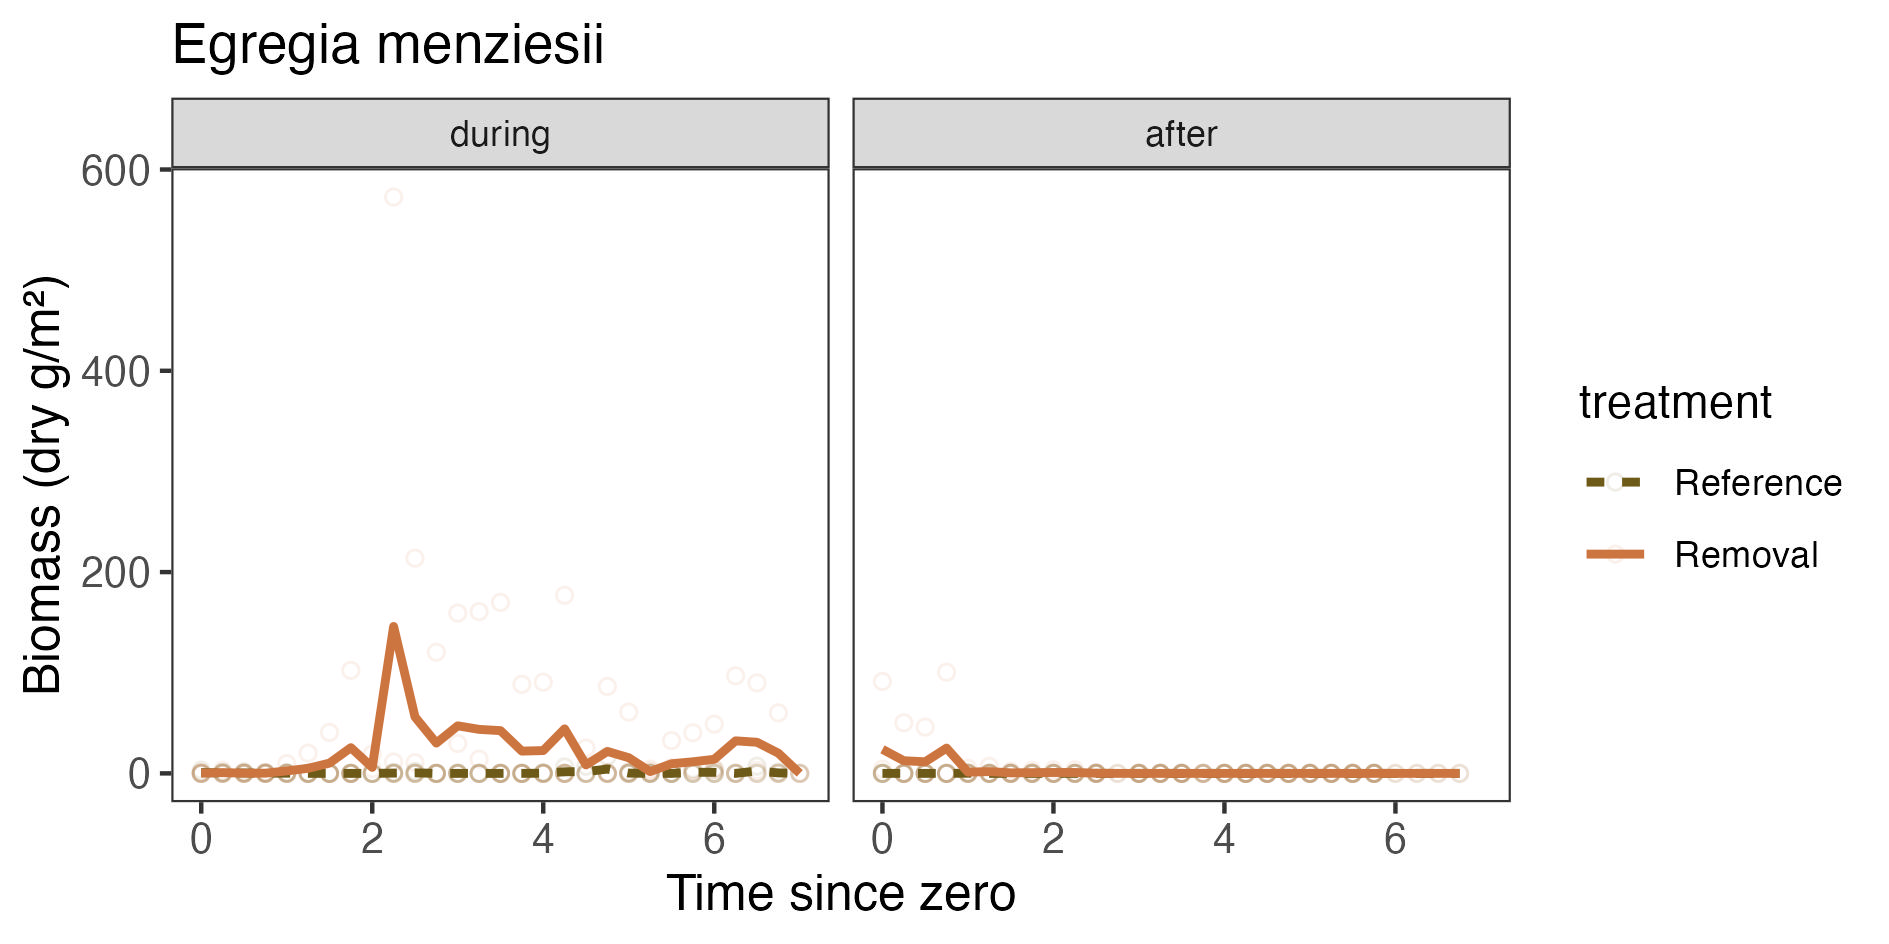 Egregia menziesii
during
after
Biomass (dry g/m²)
600
400
200
0
0 2 4 6
0 2 4 6
Time since zero
treatment
Reference
Removal